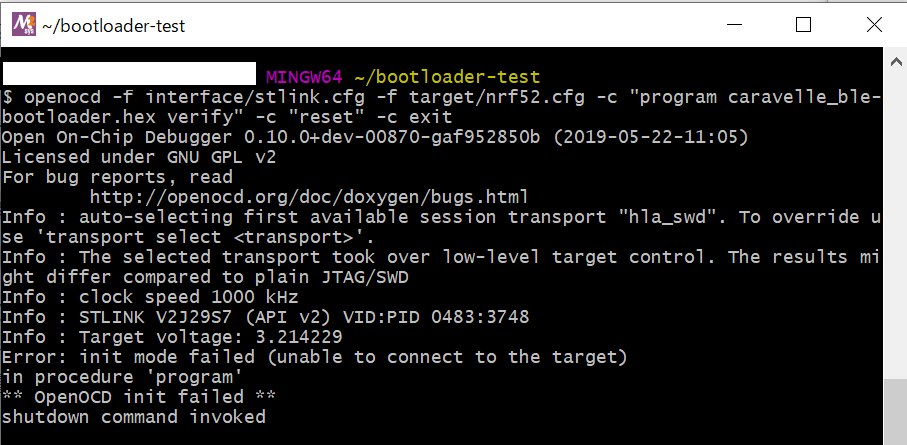 M2
sys
~/bootloader-test
MINGW64 ~/bootloader-test
$ openocd -f interface/stlink.cfg -f target/nrf52.cfg -c "program caravelle_ble-
bootloader.hex verify" -c "reset" -c exit
Open On-Chip Debugger 0.10.0+dev-00870-gaf952850b (2019-05-22-11:05)
Licensed under GNU GPL v2
For bug reports, read
        http://openocd.org/doc/doxygen/bugs.html
Info : auto-selecting first available session transport "hla_swd". To override u
se 'transport select <transport>'.
Info : The selected transport took over low-level target control. The results mi
ght differ compared to plain JTAG/SWD
Info : clock speed 1000 kHz
Info : STLINK V2J29S7 (API v2) VID:PID 0483:3748
Info : Target voltage: 3.214229
Error: init mode failed (unable to connect to the target)
in procedure 'program'
** OpenOCD init failed **
shutdown command invoked